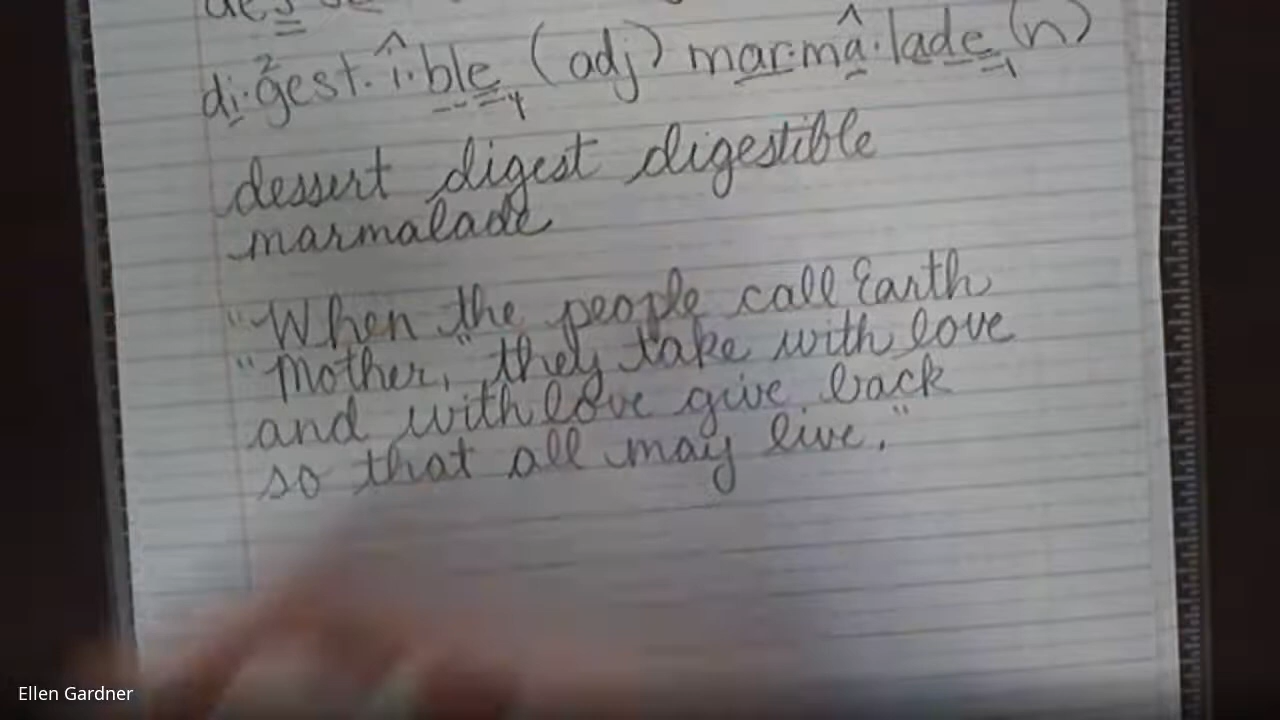 di·gest·i·ble (adj) mar·ma·lade (n)
dessert digest digestible
marmalade
"When the people call Earth
"Mother," they take with love
and with love give back
so that all may live."
Ellen Gardner